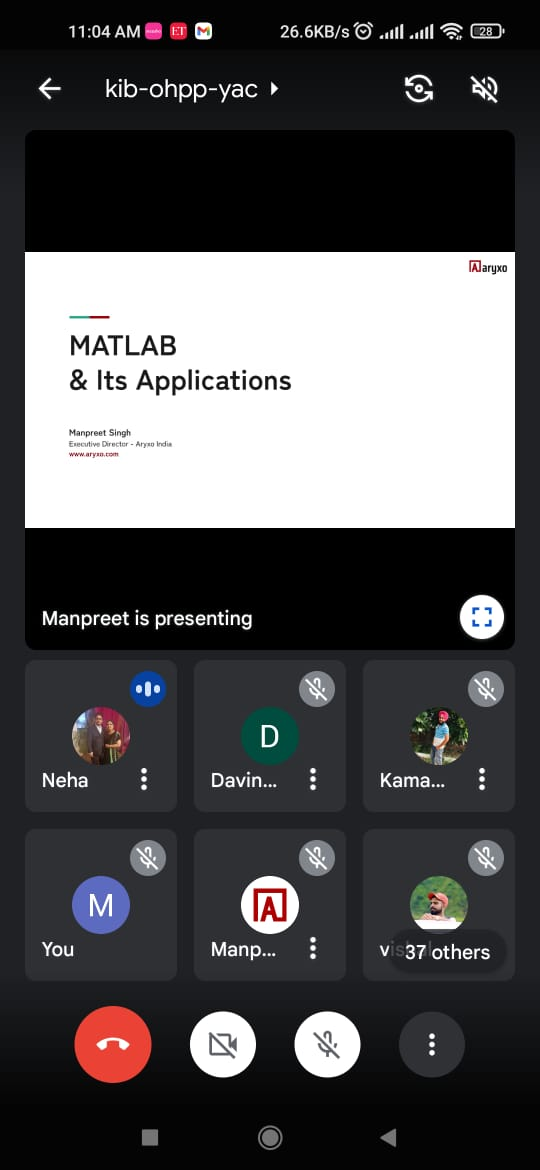 11:04 AM
ET
26.6KB/s
28
kib-ohpp-yac
aryxo
MATLAB
& Its Applications
Manpreet Singh
Executive Director - Aryxo India
www.aryxo.com
Manpreet is presenting
Neha
D
Davin...
Kama...
M
You
A
Manp...
37 others